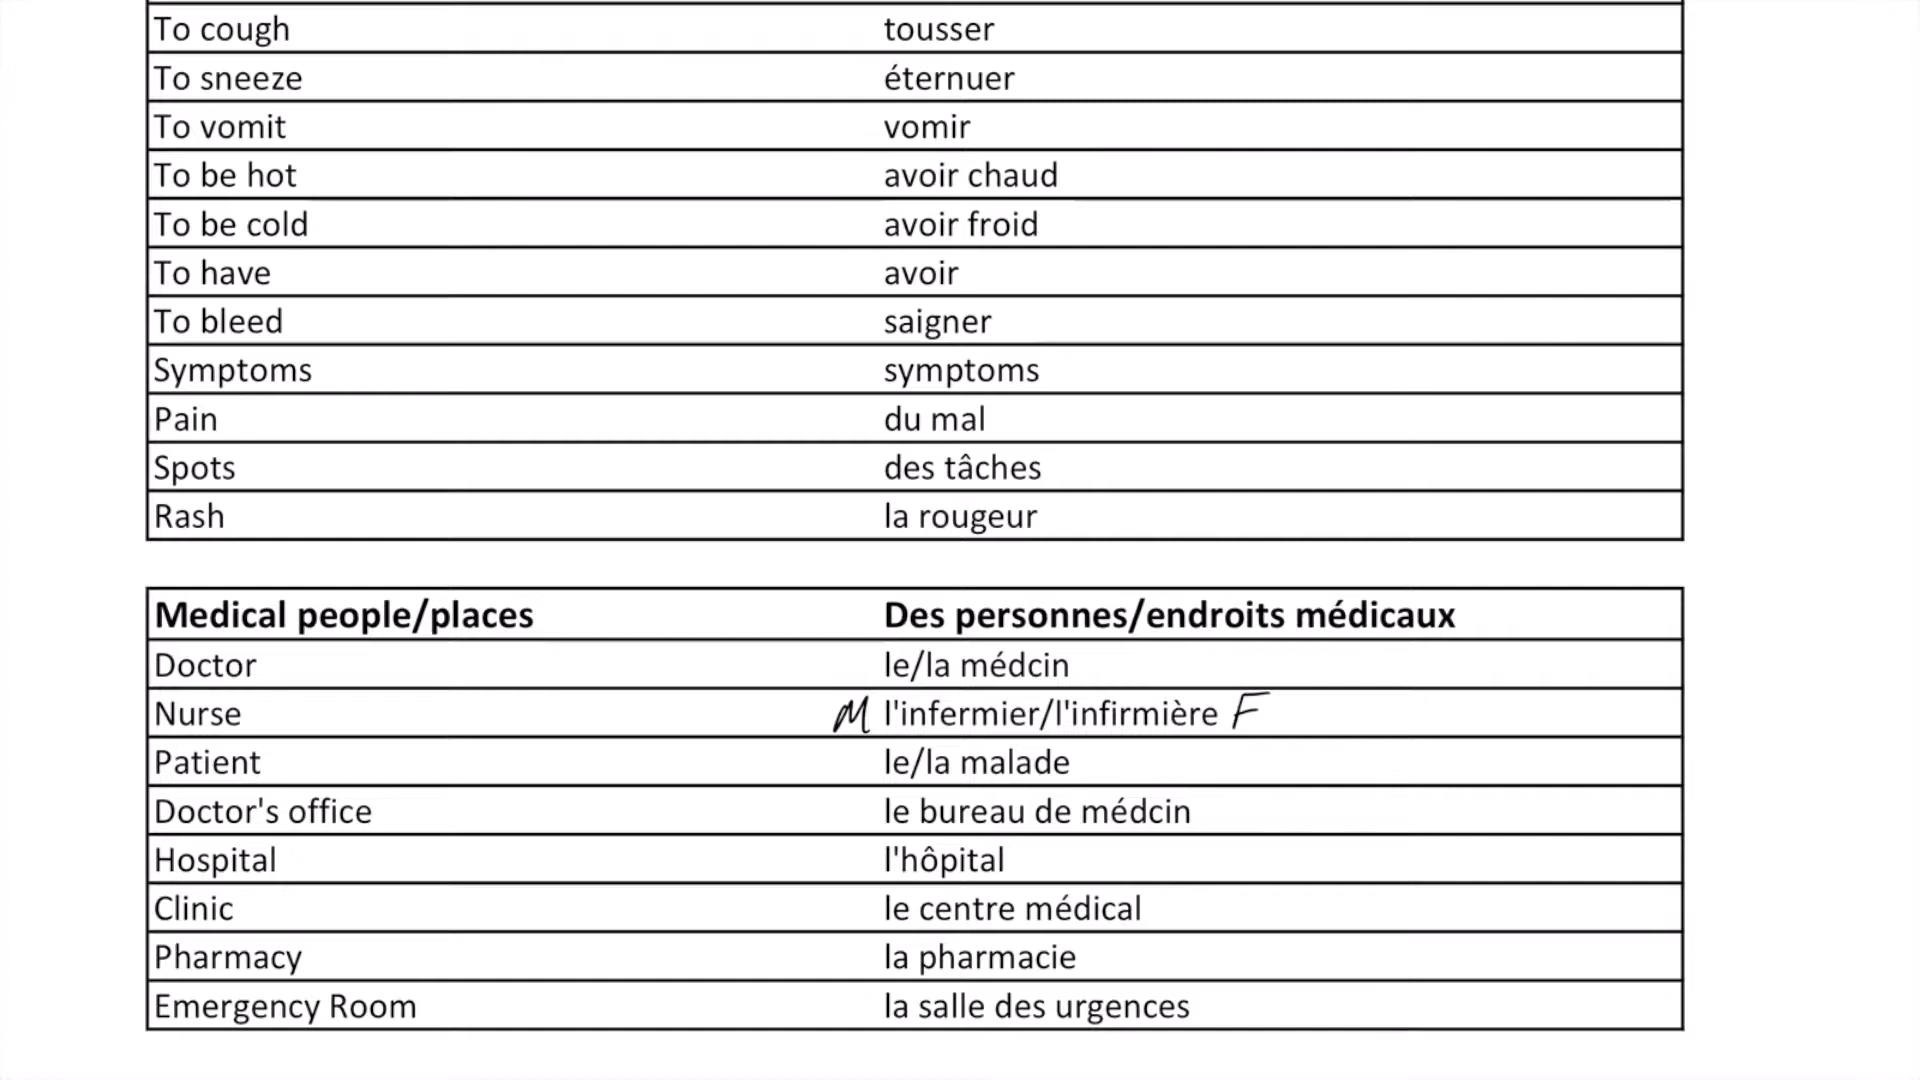 To cough tousser
To sneeze éternuer
To vomit vomir
To be hot avoir chaud
To be cold avoir froid
To have avoir
To bleed saigner
Symptoms symptoms
Pain du mal
Spots des tâches
Rash la rougeur
Medical people/places Des personnes/endroits médicaux
Doctor le/la médcin
Nurse M l'infermier/l'infirmière F
Patient le/la malade
Doctor's office le bureau de médcin
Hospital l'hôpital
Clinic le centre médical
Pharmacy la pharmacie
Emergency Room la salle des urgences